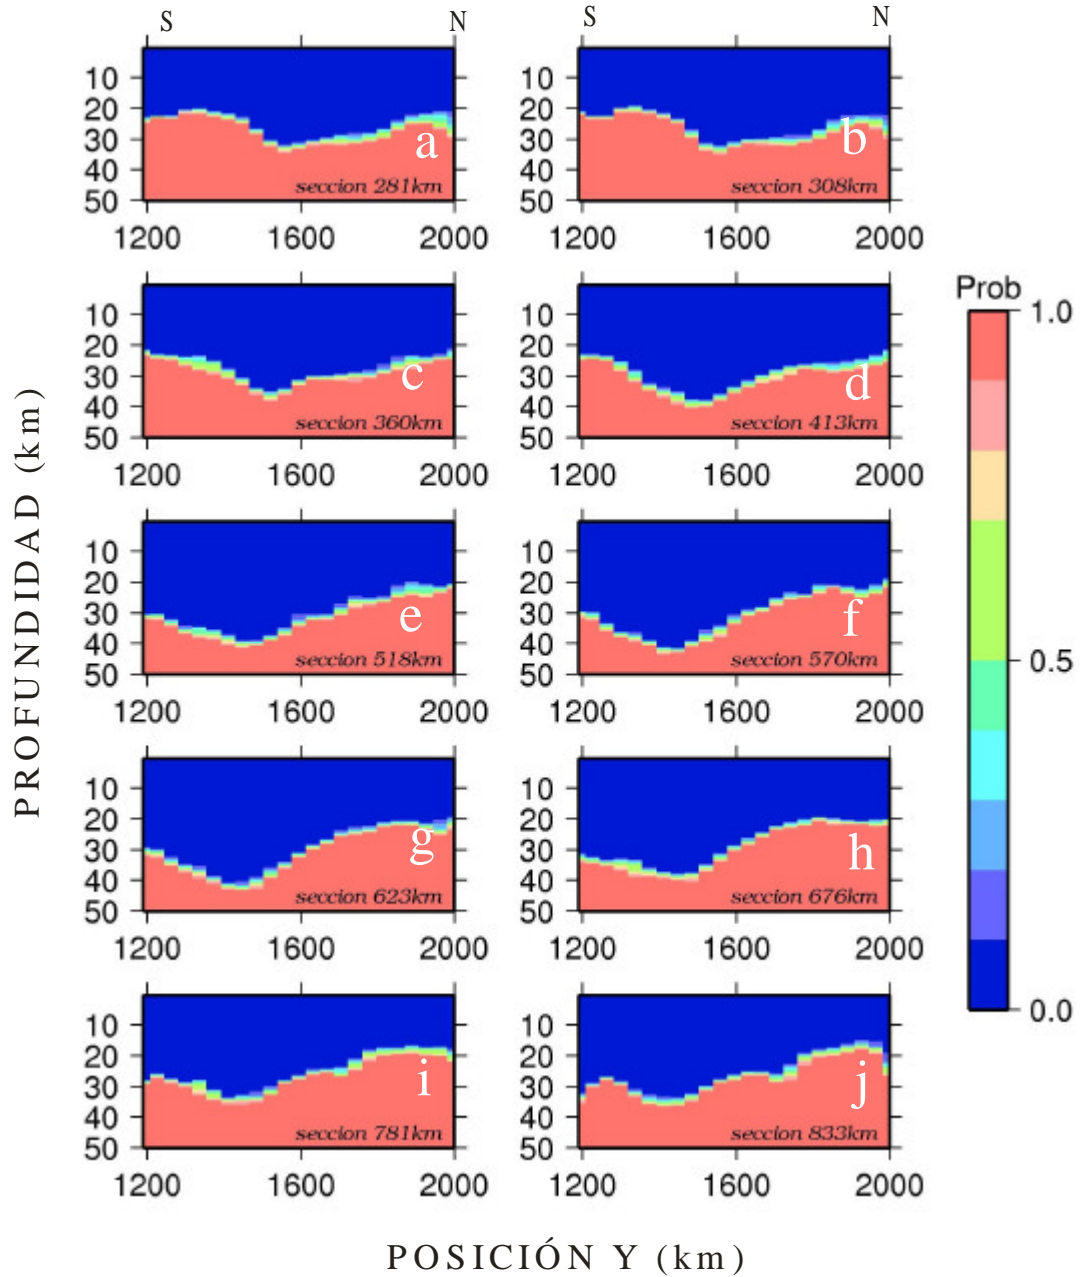 S N S N
10 10
20 20
30 a 30 b
40 seccion 281km 40 seccion 308km
50 50
1200 1600 2000 1200 1600 2000
Prob
10 10 1.0
20 20
30 c 30 d
40 seccion 360km 40 seccion 413km
50 50
1200 1600 2000 1200 1600 2000
10 10
20 20
30 e 30 f
40 seccion 518km 40 seccion 570km
50 50
0.5
1200 1600 2000 1200 1600 2000
10 10
20 20
30 g 30 h
40 seccion 623km 40 seccion 676km
50 50
1200 1600 2000 1200 1600 2000
0.0
10 10
20 20
30 i 30 j
40 seccion 781km 40 seccion 833km
50 50
1200 1600 2000 1200 1600 2000
PROFUNDIDAD (km)
POSICIÓN Y (km)